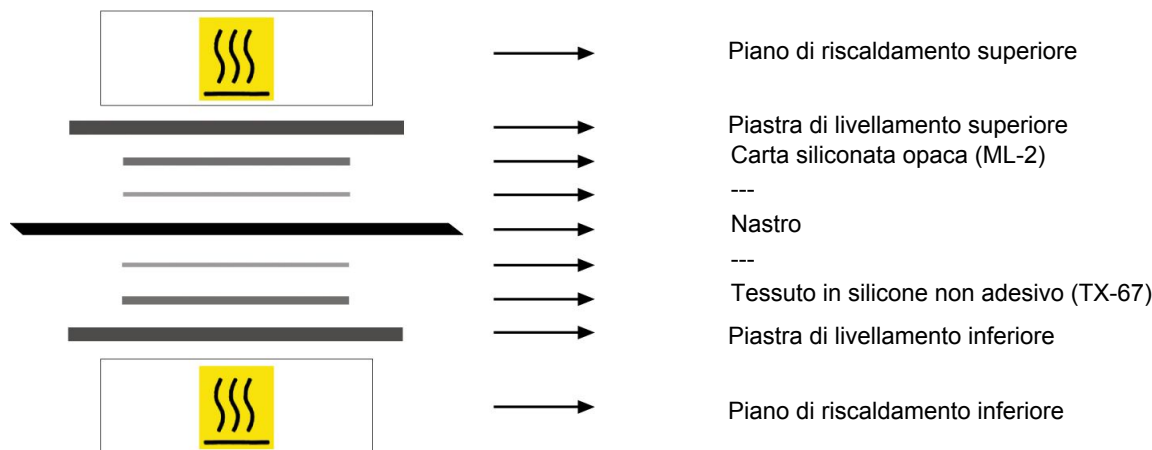 Piano di riscaldamento superiore
Piastra di livellamento superiore
Carta siliconata opaca (ML-2)
---
Nastro
---
Tessuto in silicone non adesivo (TX-67)
Piastra di livellamento inferiore
Piano di riscaldamento inferiore